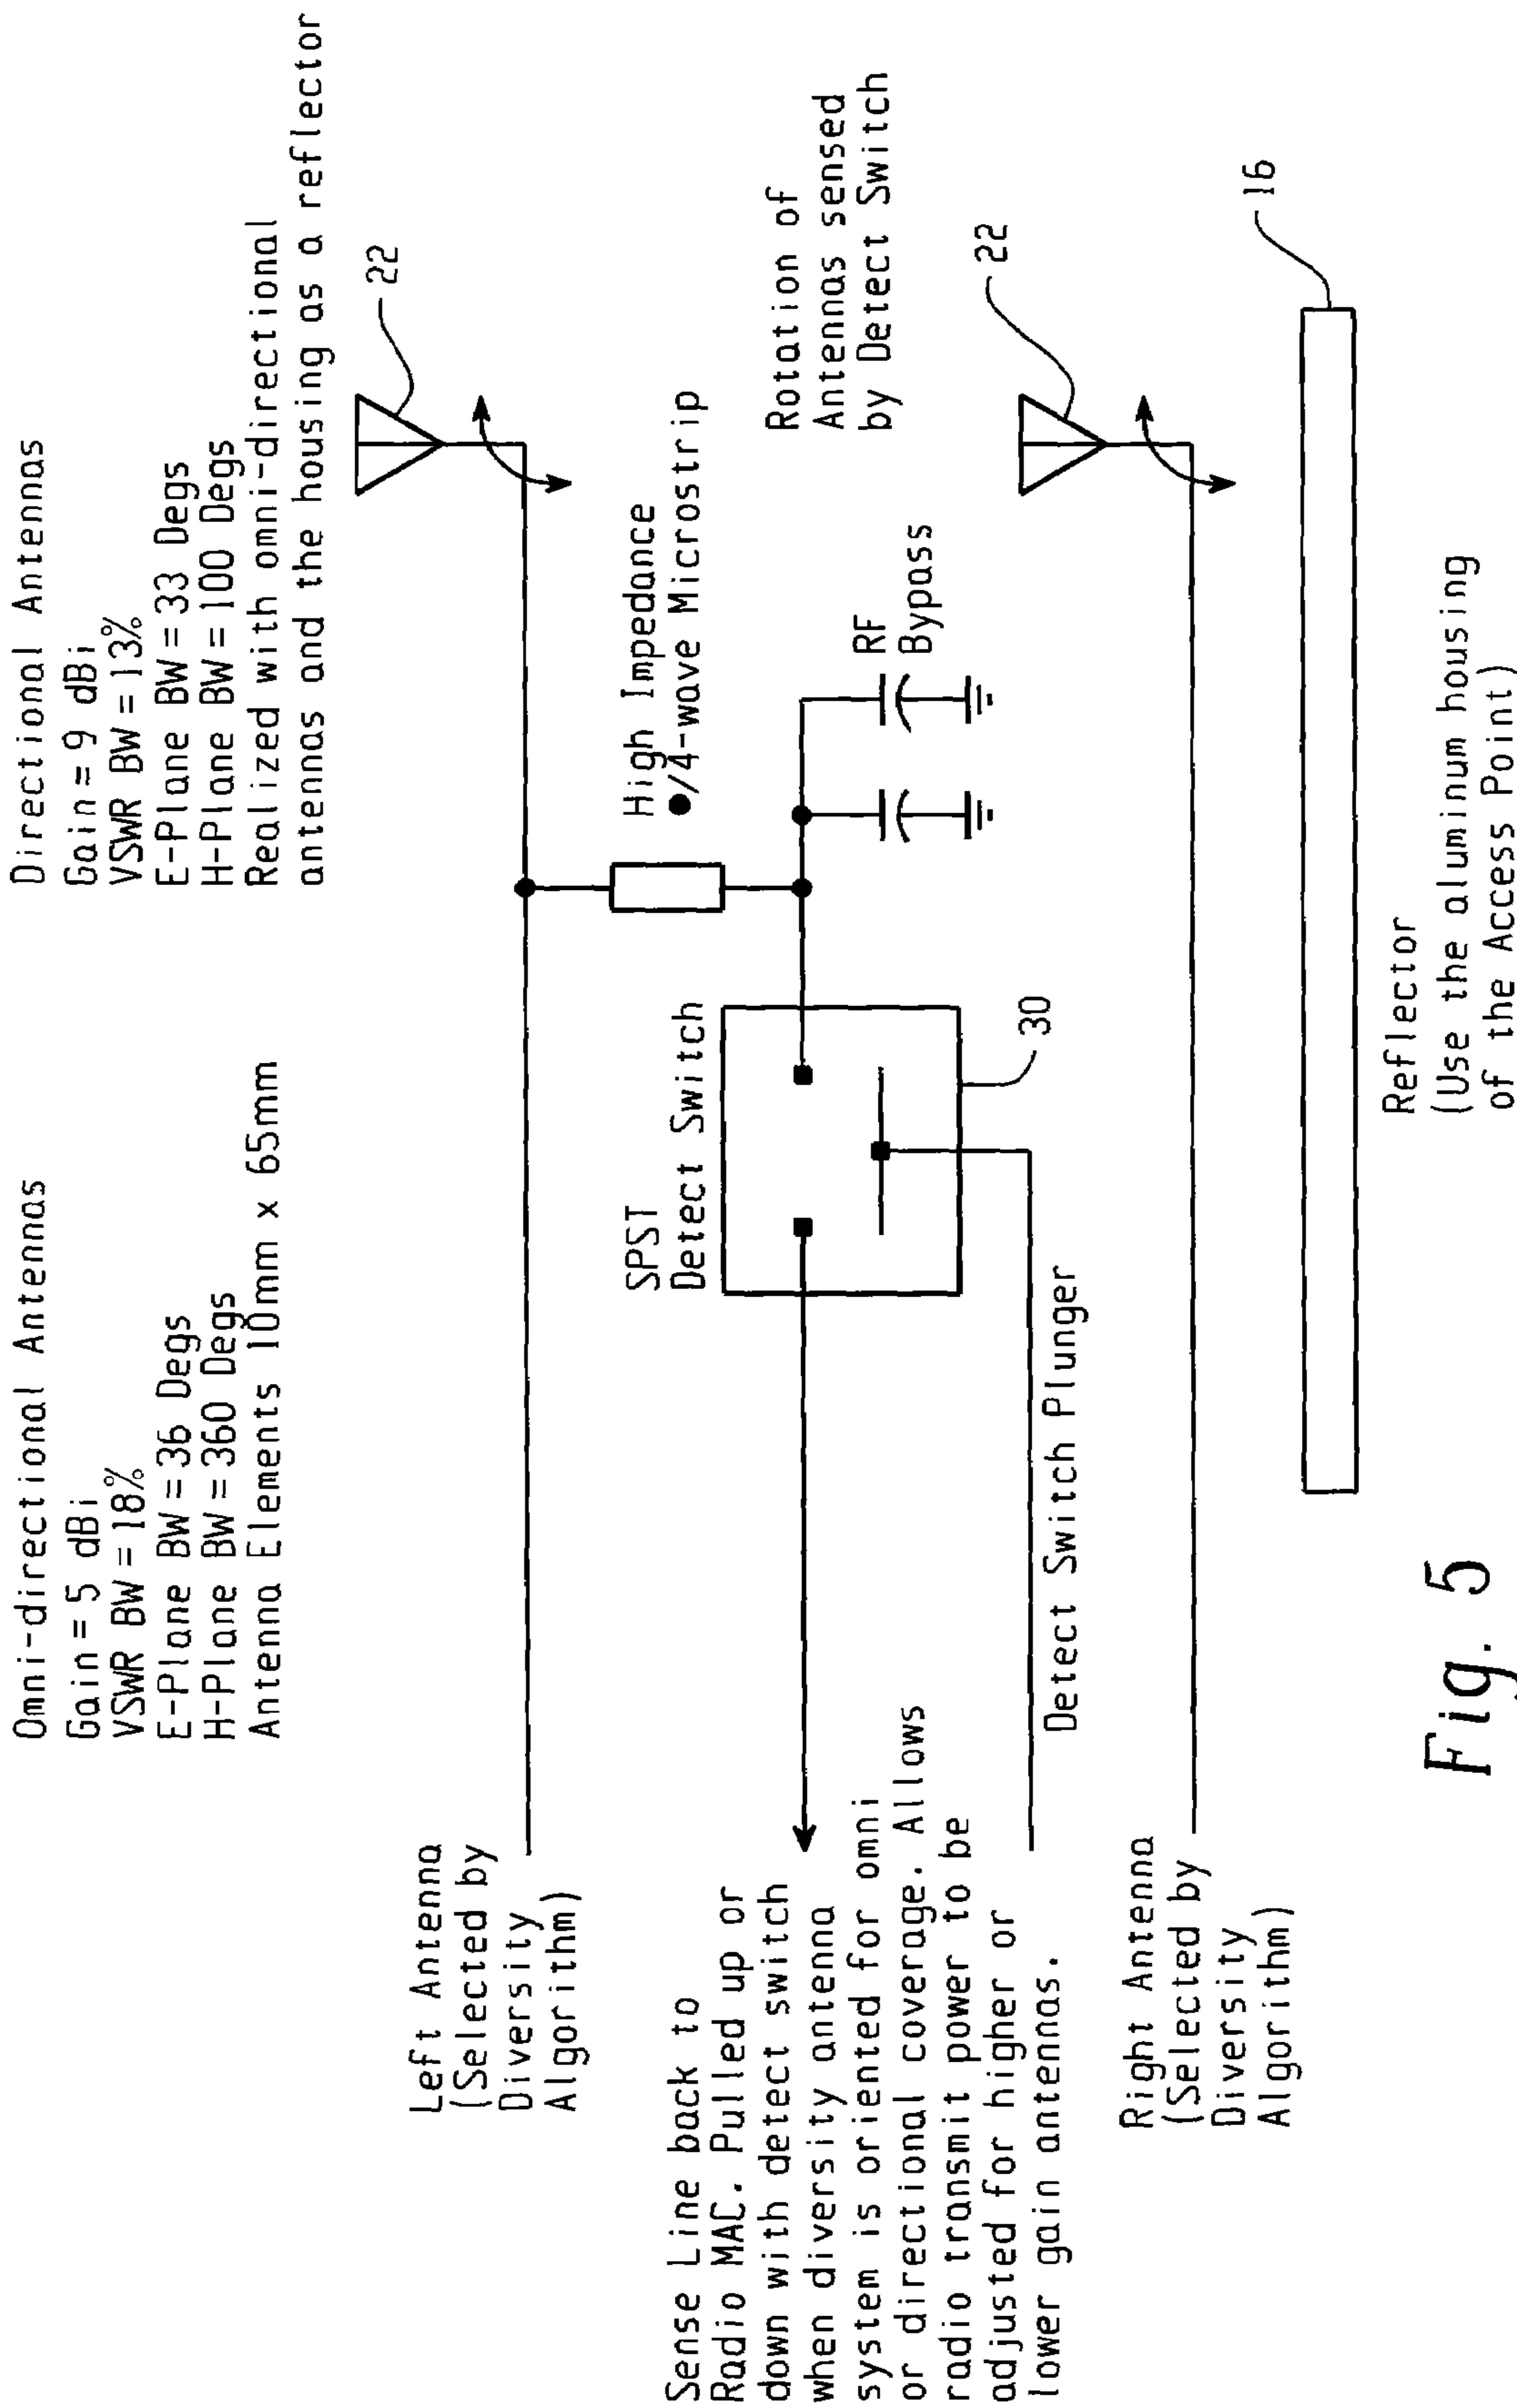 Omni-directional Antennas
Gain = 5 dBi
VSWR BW = 18%
E-Plane BW = 36 Degs
H-Plane BW = 360 Degs
Antenna Elements 10mm x 65mm
Directional Antennas
Gain = 9 dBi
VSWR BW = 13%
E-Plane BW = 33 Degs
H-Plane BW = 100 Degs
Realized with omni-directional
antennas and the housing as a reflector
22
Left Antenna
(Selected by
Diversity
Algorithm)
High Impedance
●/4-wave Microstrip
SPST
Detect Switch
RF
Bypass
Rotation of
Antennas sensed
by Detect Switch
Sense Line back to
Radio MAC. Pulled up or
down with detect switch
when diversity antenna
system is oriented for omni
or directional coverage. Allows
radio transmit power to be
adjusted for higher or
lower gain antennas.
30
Detect Switch Plunger
22
Right Antenna
(Selected by
Diversity
Algorithm)
16
Reflector
(Use the aluminum housing
of the Access Point)
Fig. 5